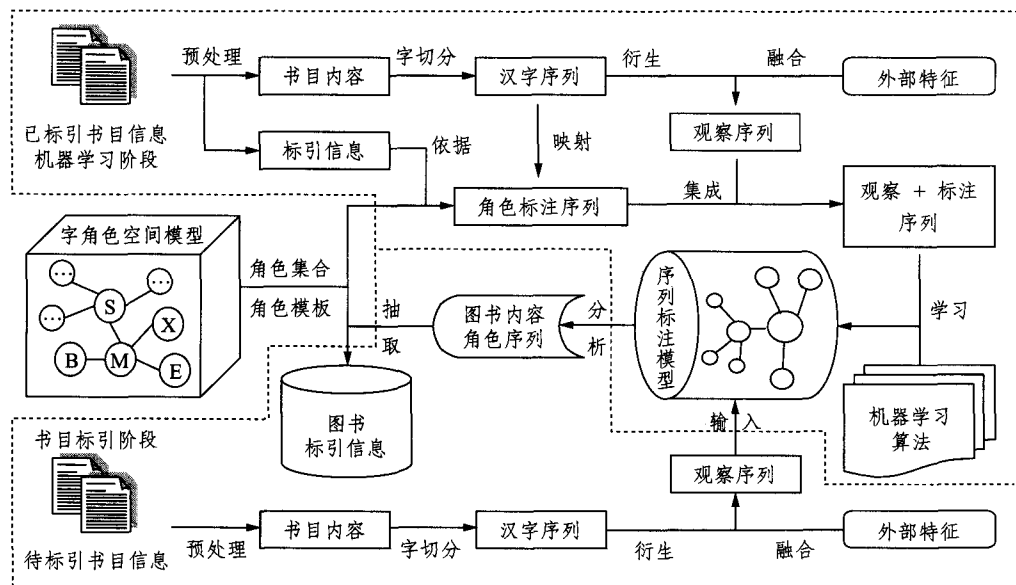 预处理
书目内容
字切分
汉字序列
衍生
融合
外部特征
已标引书目信息
机器学习阶段
标引信息
依据
映射
观察序列
角色标注序列
集成
观察 + 标注
序列
字角色空间模型
...
...
...
S
X
B
M
E
角色集合
角色模板
抽
取
图书内容
角色序列
分
析
序列标注模型
学习
图书
标引信息
输 入
机器学习
算法
书目标引阶段
观察序列
待标引书目信息
预处理
书目内容
字切分
汉字序列
衍生
融合
外部特征